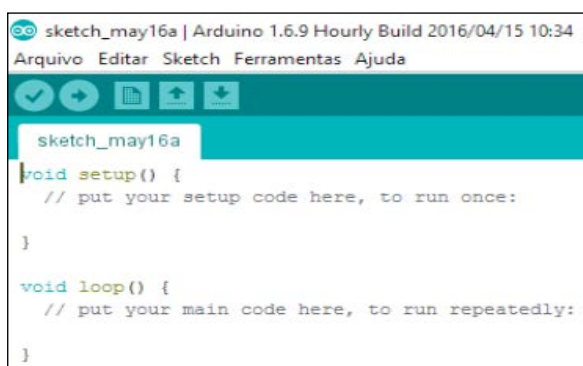 sketch_may16a | Arduino 1.6.9 Hourly Build 2016/04/15 10:34
Arquivo Editar Sketch Ferramentas Ajuda
sketch_may16a
void setup() {
  // put your setup code here, to run once:
}
void loop() {
  // put your main code here, to run repeatedly:
}